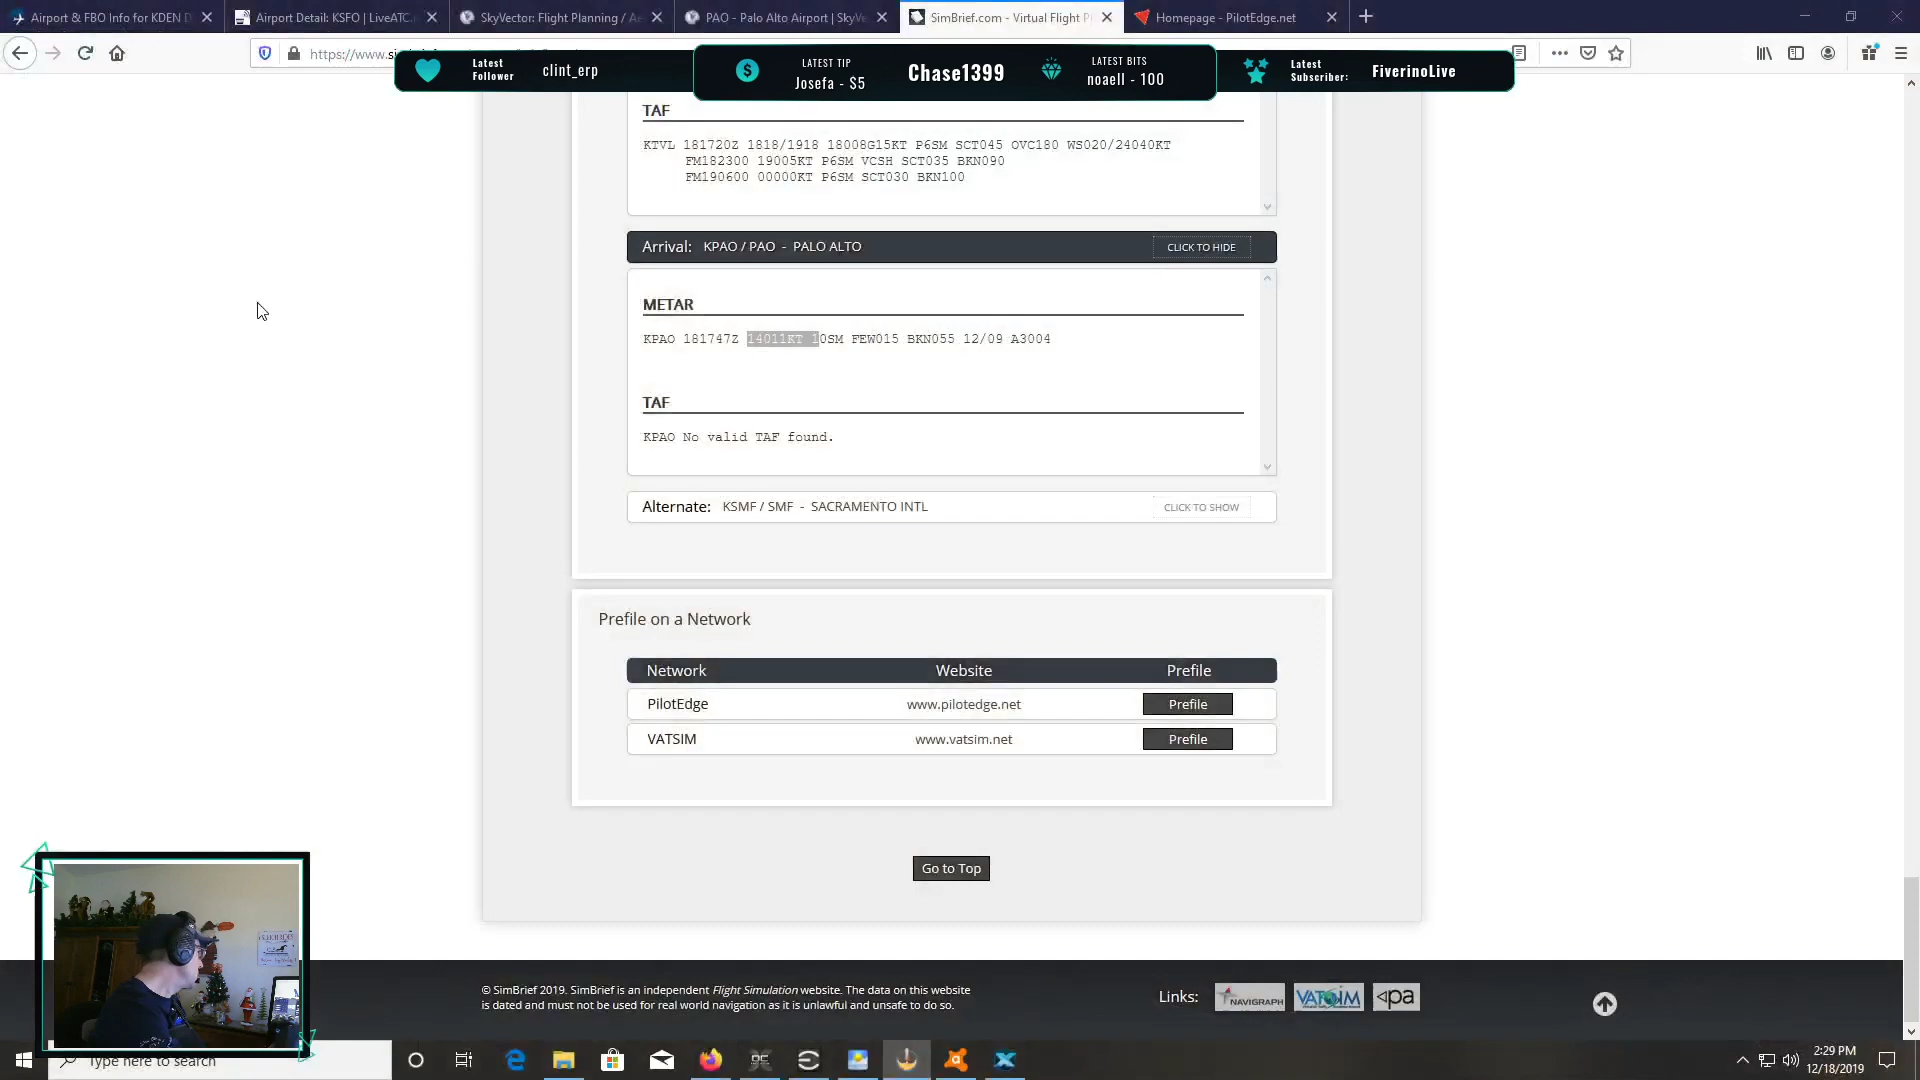 Airport & FBO Info for KDEN D
Airport Detail: KSFO | LiveATC.n
SkyVector: Flight Planning / Ae
PAO - Palo Alto Airport | SkyVe
SimBrief.com - Virtual Flight P
Homepage - PilotEdge.net
https://www.si
Latest
Follower
clint_erp
LATEST TIP
Josefa - $5
Chase1399
LATEST BITS
noaell - 100
Latest
Subscriber:
FiverinoLive
TAF
KTVL 181720Z 1818/1918 18008G15KT P6SM SCT045 OVC180 WS020/24040KT
FM182300 19005KT P6SM VCSH SCT035 BKN090
FM190600 00000KT P6SM SCT030 BKN100
Arrival: KPAO / PAO - PALO ALTO
CLICK TO HIDE
METAR
KPAO 181747Z 14011KT 10SM FEW015 BKN055 12/09 A3004
TAF
KPAO No valid TAF found.
Alternate: KSMF / SMF - SACRAMENTO INTL
CLICK TO SHOW
Prefile on a Network
Network Website Prefile
PilotEdge www.pilotedge.net Prefile
VATSIM www.vatsim.net Prefile
Go to Top
© SimBrief 2019. SimBrief is an independent Flight Simulation website. The data on this website
is dated and must not be used for real world navigation as it is unlawful and unsafe to do so.
Links:
NAVIGRAPH
VATSIM
pa
Type here to search
2:29 PM
12/18/2019